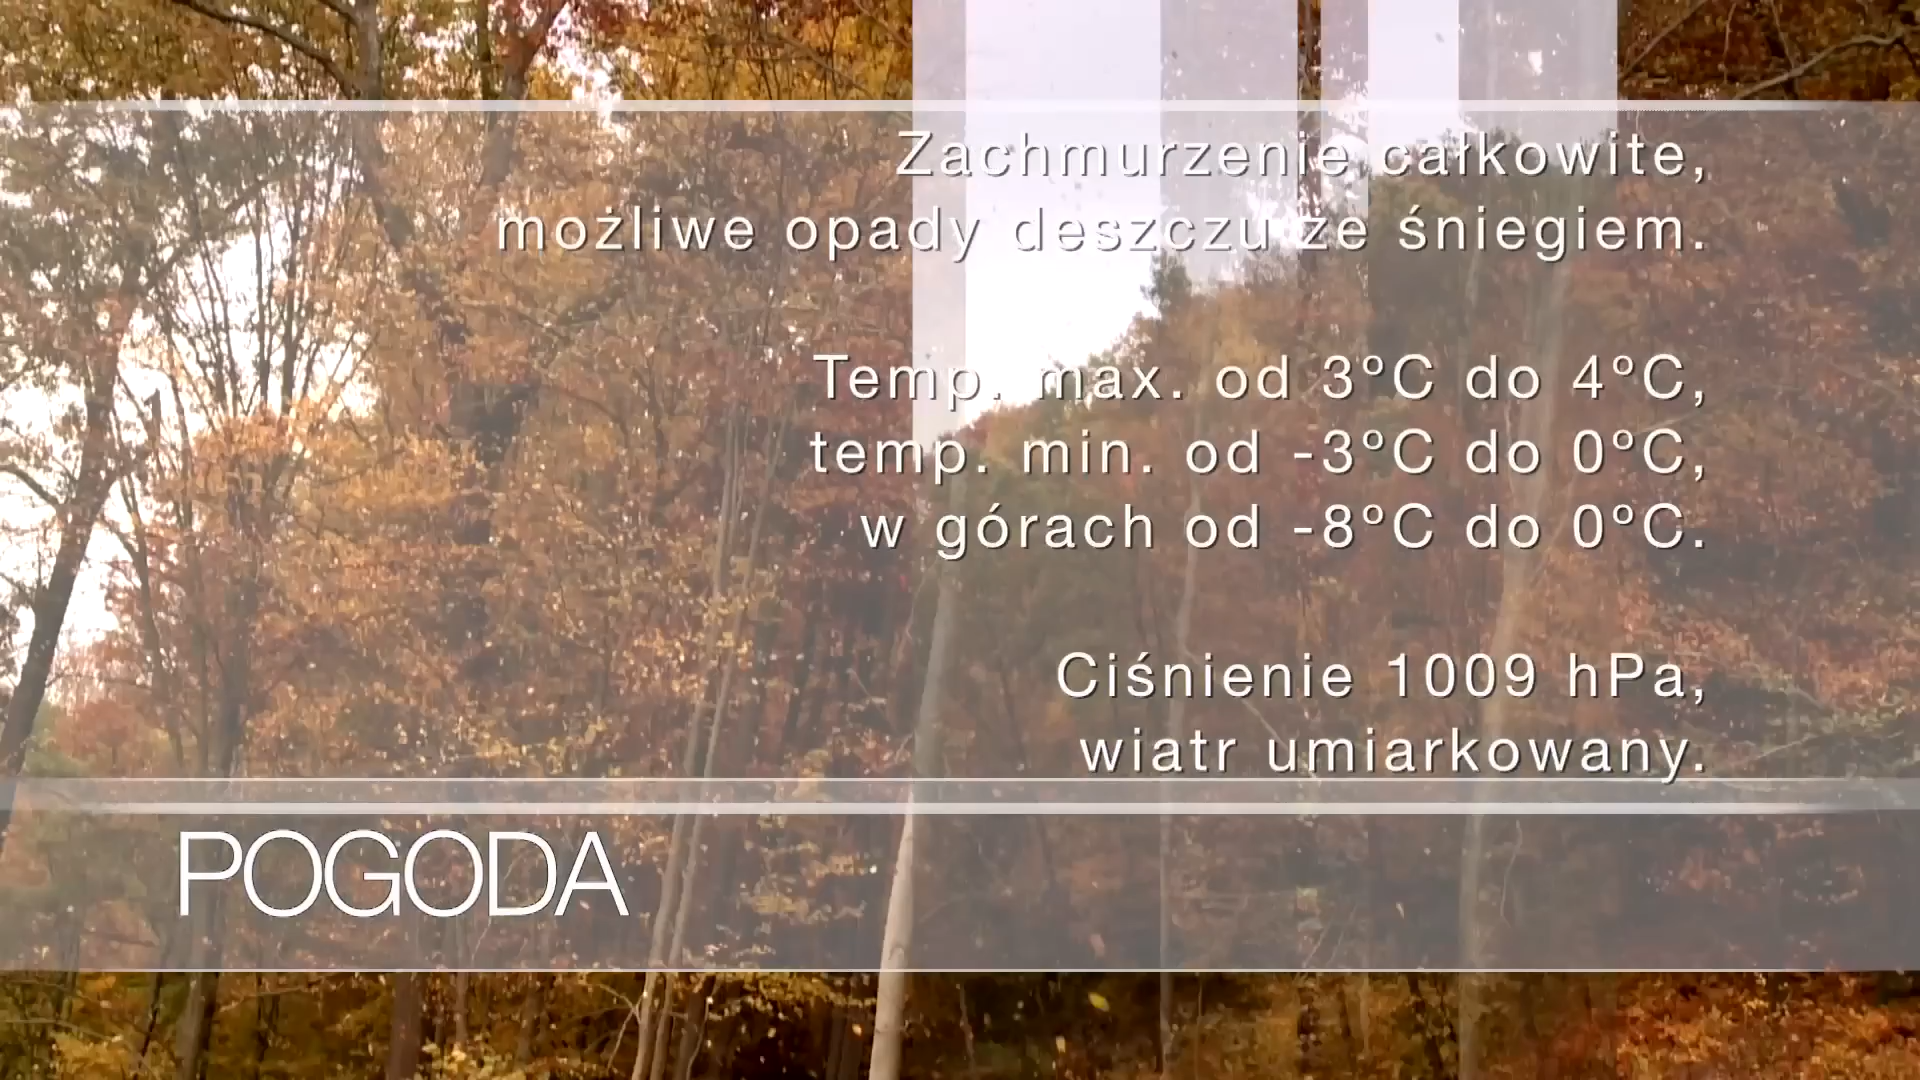 Zachmurzenie całkowite,
możliwe opady deszczu ze śniegiem.
Temp. max. od 3°C do 4°C,
temp. min. od -3°C do 0°C,
w górach od -8°C do 0°C.
Ciśnienie 1009 hPa,
wiatr umiarkowany.
POGODA